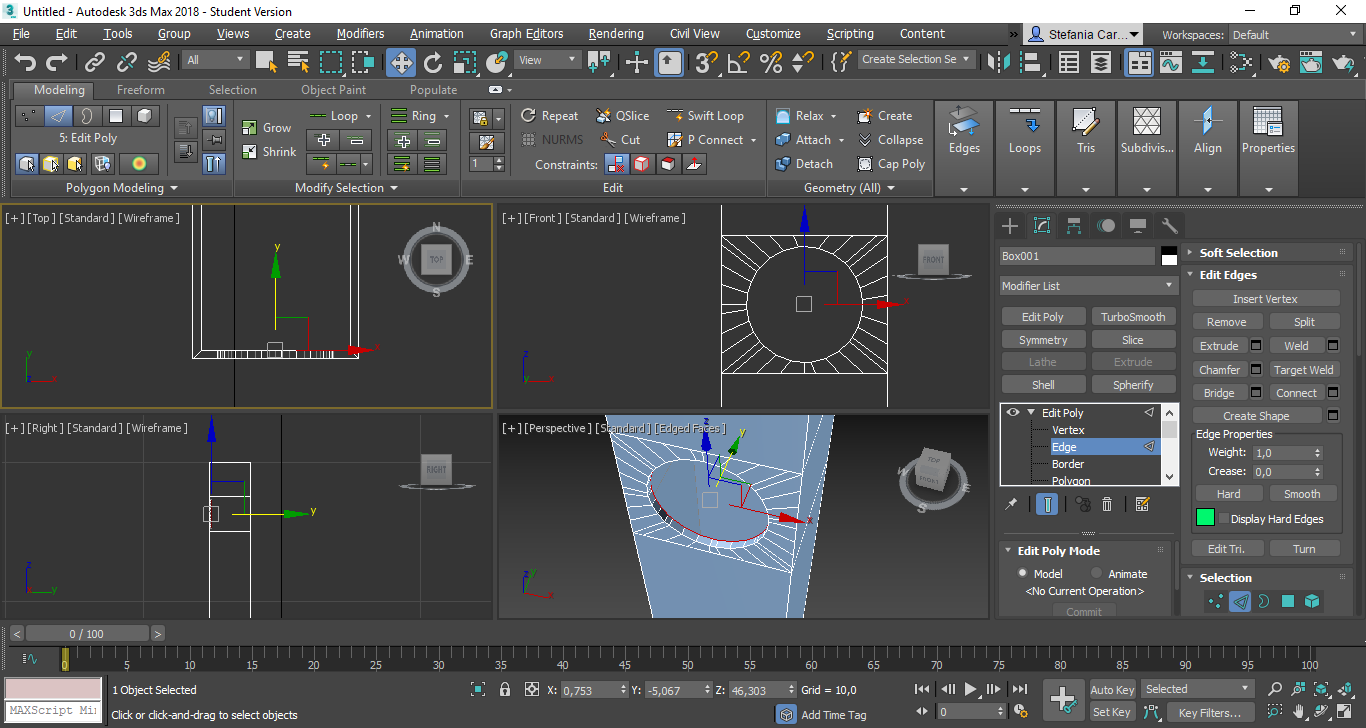 Untitled - Autodesk 3ds Max 2018 - Student Version
File Edit Tools Group Views Create Modifiers Animation Graph Editors Rendering Civil View Customize Scripting Content » Stefania Car... Workspaces: Default
All View Create Selection Se
Modeling Freeform Selection Object Paint Populate
5: Edit Poly
Polygon Modeling
Grow Loop Ring
Shrink
Modify Selection
1
Repeat QSlice Swift Loop
NURMS Cut P Connect
Constraints:
Edit
Relax Create
Attach Collapse
Detach Cap Poly
Geometry (All)
Edges Loops Tris Subdivis... Align Properties
[+] [Top] [Standard] [Wireframe]
N
W TOP E
S
y
x
y
z x
[+] [Front] [Standard] [Wireframe]
FRONT
x
z
y x
[+] [Right] [Standard] [Wireframe]
RIGHT
y
z
x y
[+] [Perspective] [Standard] [Edged Faces]
z
y
x
TOP
FRONT
W
E
S
z y
x
Box001
Modifier List
Edit Poly TurboSmooth
Symmetry Slice
Lathe Extrude
Shell Spherify
Edit Poly
Vertex
Edge
Border
Polygon
Edit Poly Mode
Model Animate
<No Current Operation>
Commit
Soft Selection
Edit Edges
Insert Vertex
Remove Split
Extrude Weld
Chamfer Target Weld
Bridge Connect
Create Shape
Edge Properties
Weight: 1,0
Crease: 0,0
Hard Smooth
Display Hard Edges
Edit Tri. Turn
Selection
< 0 / 100 >
0 5 10 15 20 25 30 35 40 45 50 55 60 65 70 75 80 85 90 95 100
MAXScript Mi
1 Object Selected
Click or click-and-drag to select objects
X: 0,753 Y: -5,067 Z: 46,303 Grid = 10,0
Add Time Tag
0
Auto Key Selected
Set Key Key Filters...